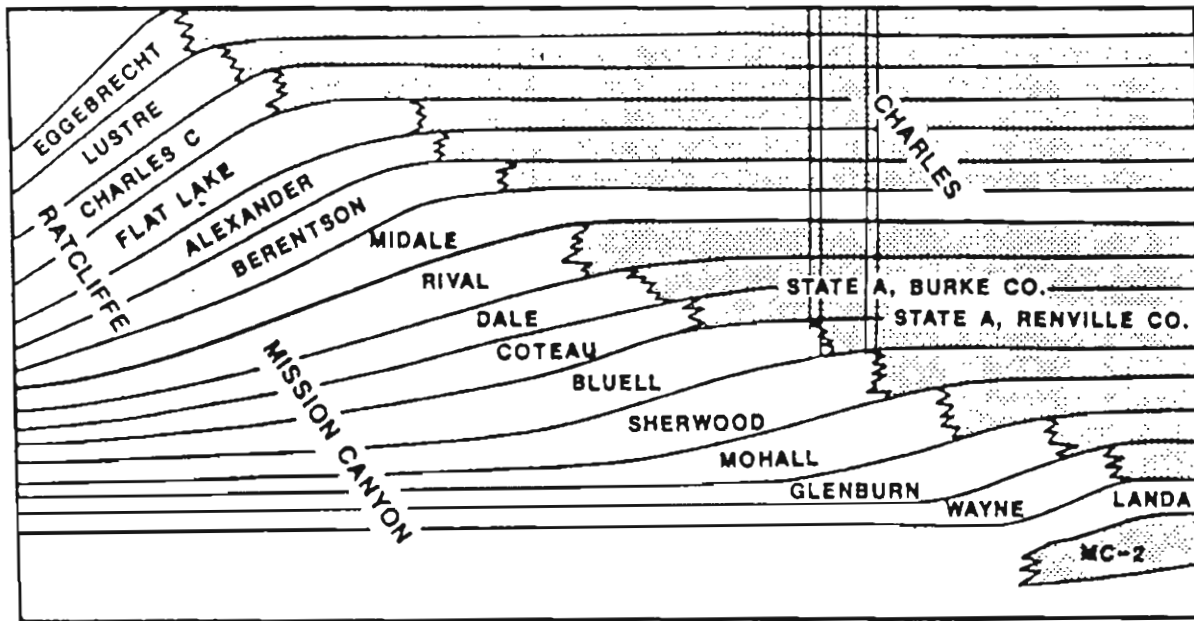 EGGEBRECHT
LUSTRE
CHARLES C
FLAT LAKE
ALEXANDER
BERENTSON
RATCLIFFE
MIDALE
RIVAL
DALE
COTEAU
BLUELL
SHERWOOD
MOHALL
GLENBURN
WAYNE
LANDA
MC-2
MISSION CANYON
CHARLES
STATE A, BURKE CO.
STATE A, RENVILLE CO.